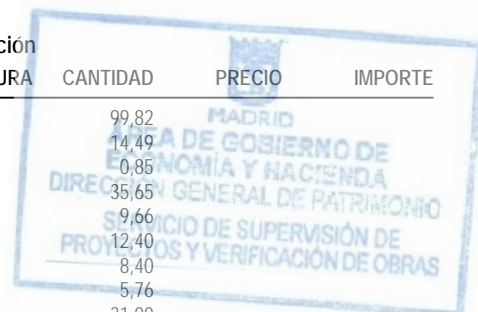 ción
URA CANTIDAD PRECIO IMPORTE
MADRID
99,82
ÁREA DE GOBIERNO DE
14,49
ECONOMÍA Y HACIENDA
0,85
DIRECCIÓN GENERAL DE PATRIMONIO
35,65
9,66
SERVICIO DE SUPERVISIÓN DE
12,40
PROYECTOS Y VERIFICACIÓN DE OBRAS
8,40
5,76